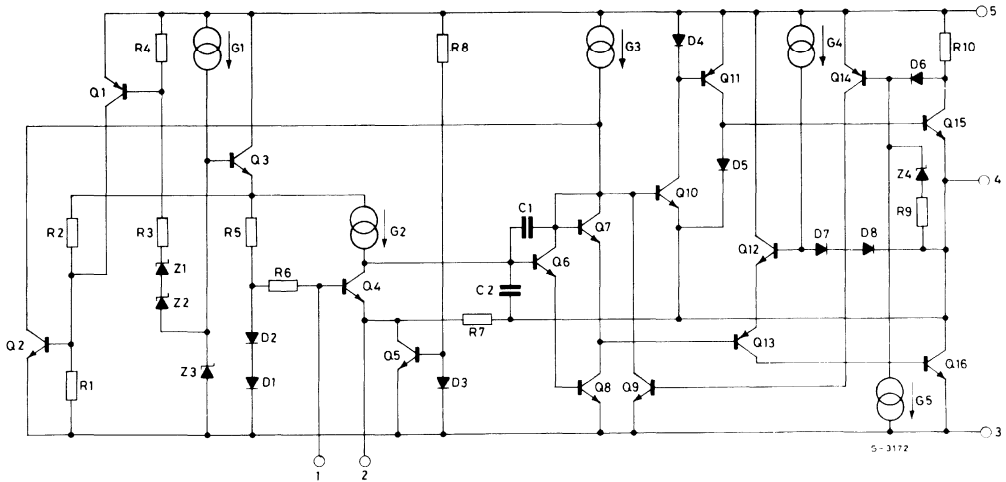 5
R4
G1
R8
G3
D4
G4
R10
Q14
D6
Q1
Q11
Q15
Q3
D5
Z4
4
R2
R3
R5
G2
C1
Q7
Q10
R9
Z1
Q6
Q12
D7
D8
R6
Q4
C2
Z2
R7
Q2
D2
Q5
Q13
Z3
D1
D3
Q8
Q9
Q16
R1
G5
3
S-3172
1
2